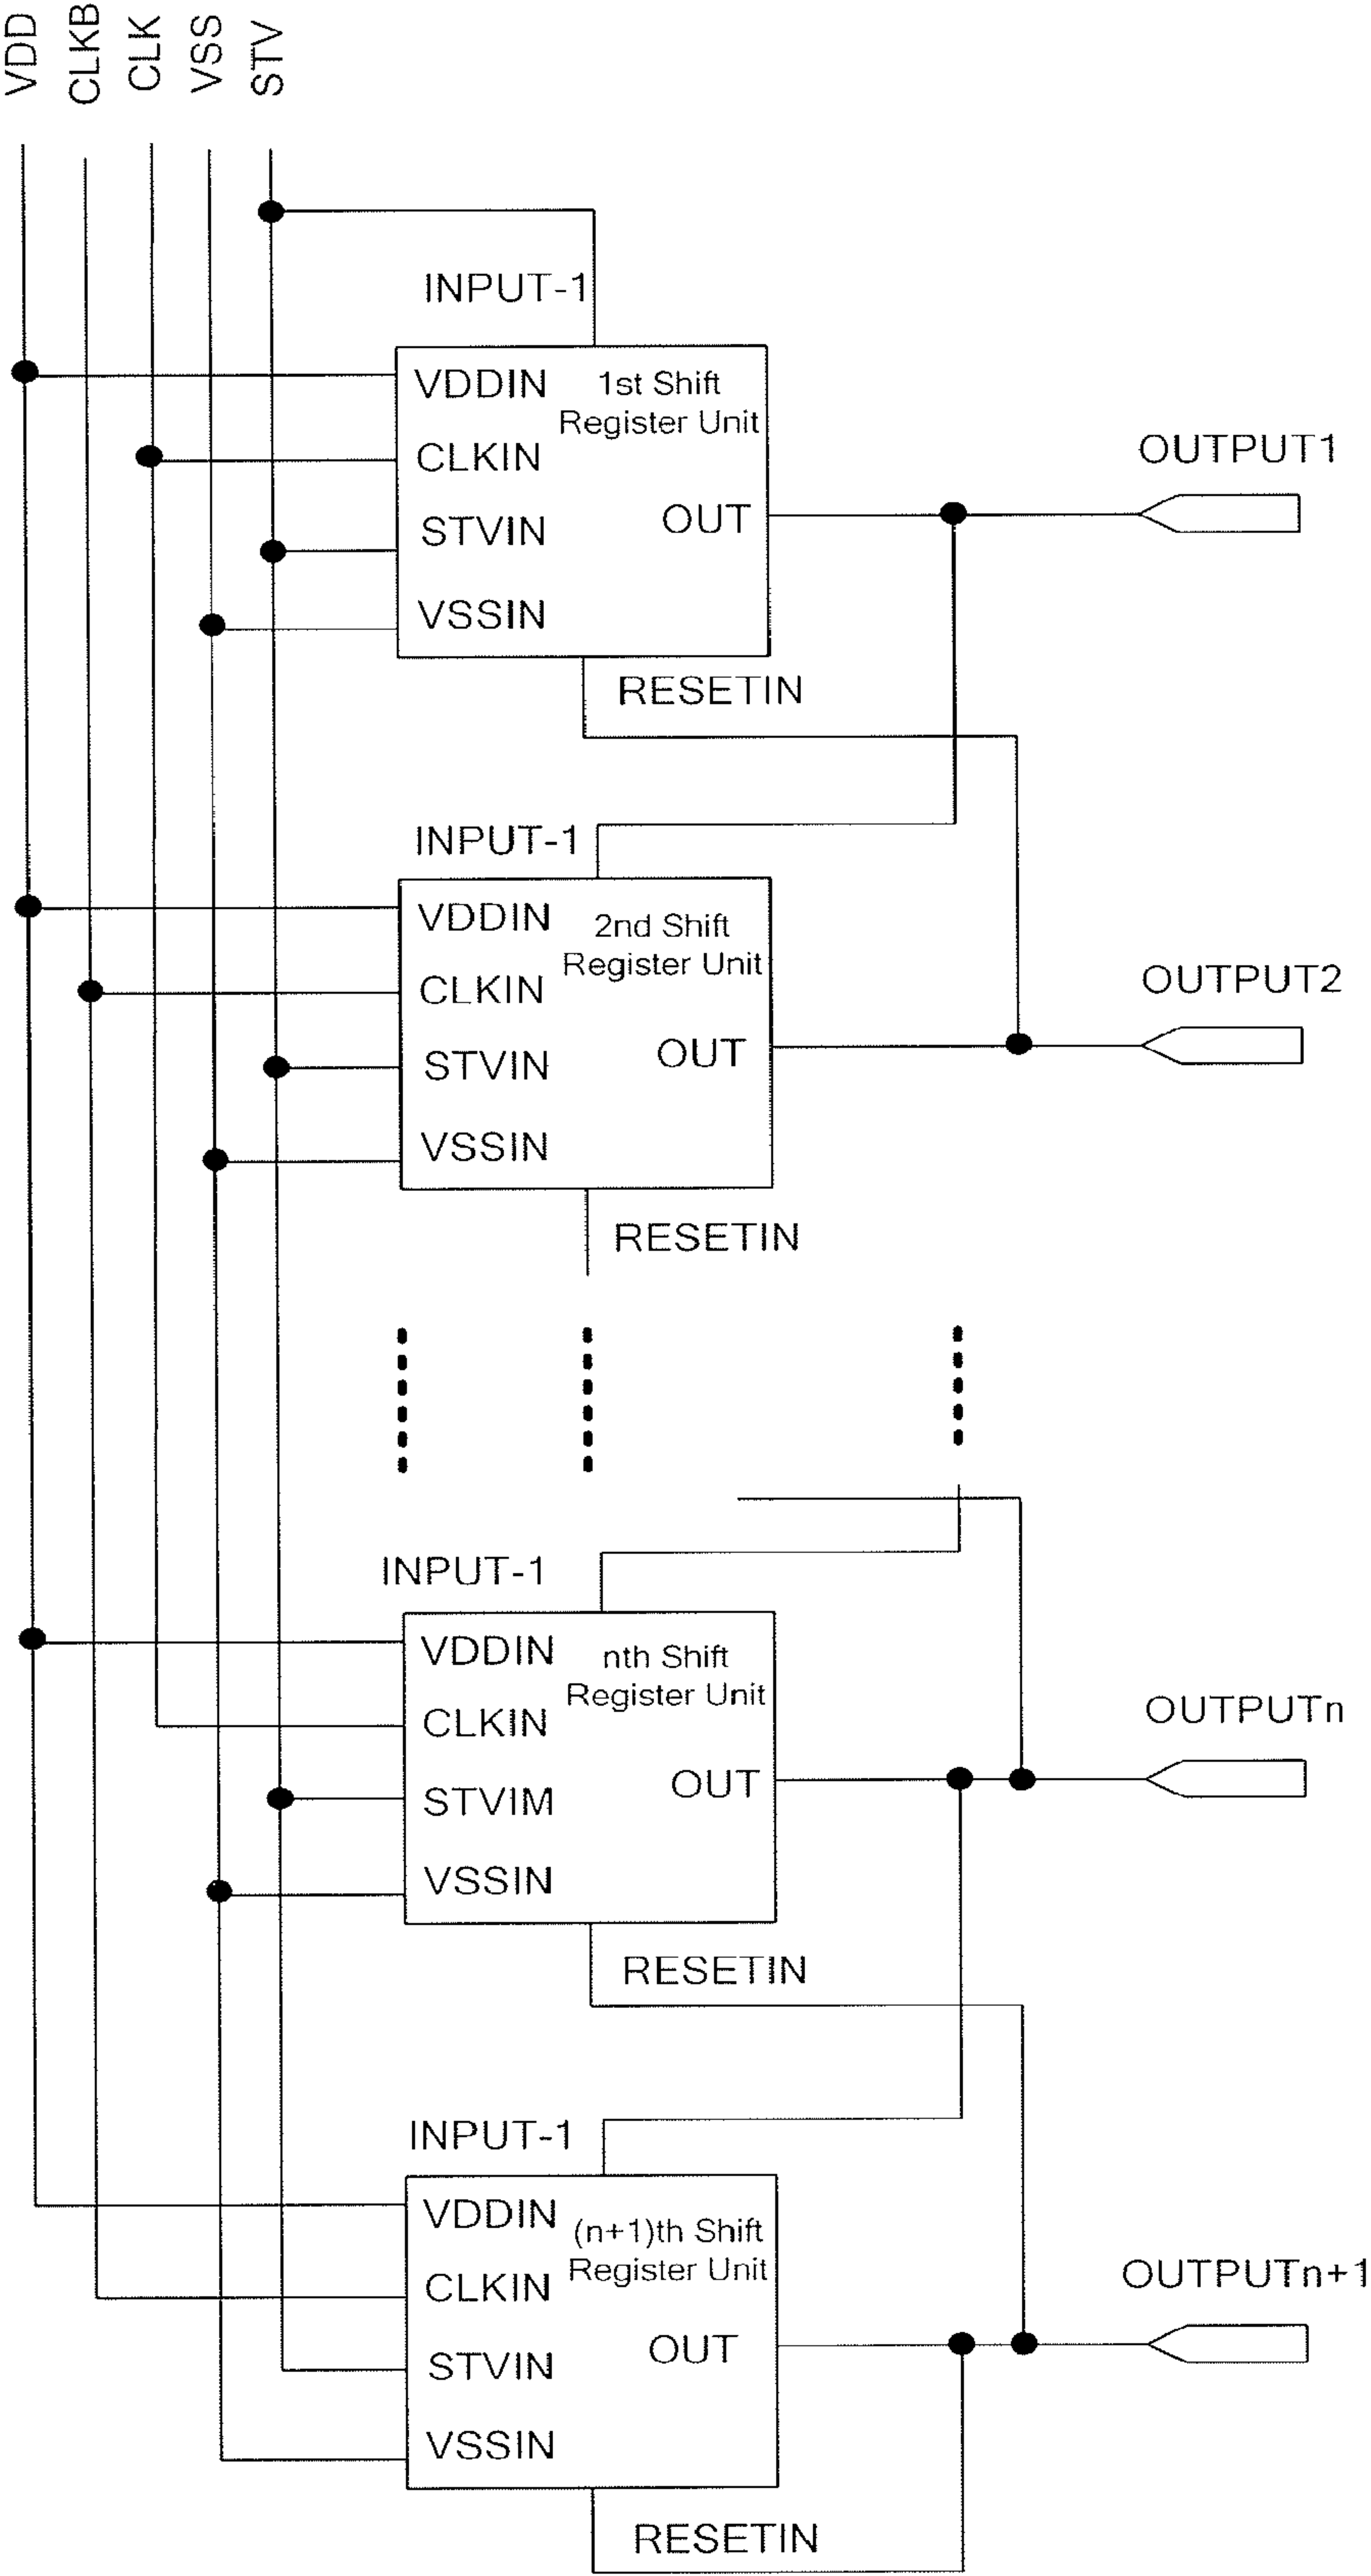 VDD
CLKB
CLK
VSS
STV
INPUT-1
VDDIN
1st Shift
Register Unit
CLKIN
STVIN
OUT
VSSIN
OUTPUT1
RESETIN
INPUT-1
VDDIN
2nd Shift
Register Unit
CLKIN
STVIN
OUT
VSSIN
OUTPUT2
RESETIN
INPUT-1
VDDIN
nth Shift
Register Unit
CLKIN
STVIM
OUT
VSSIN
OUTPUTn
RESETIN
INPUT-1
VDDIN
(n+1)th Shift
Register Unit
CLKIN
STVIN
OUT
VSSIN
OUTPUTn+1
RESETIN